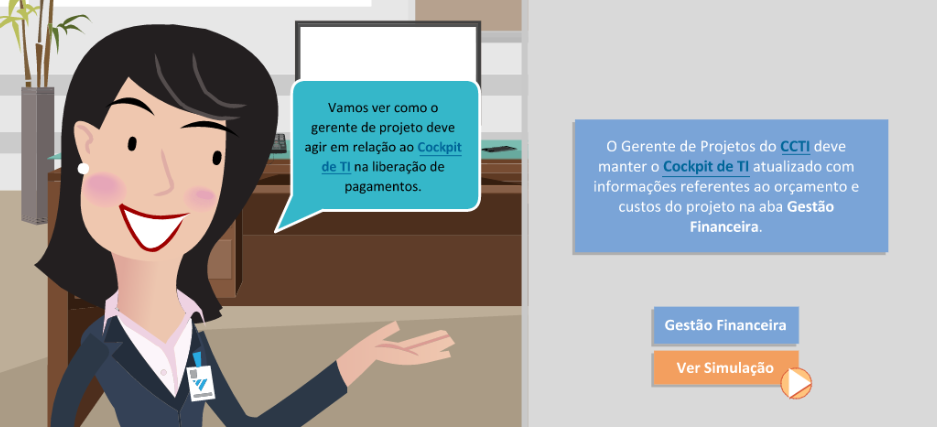 Vamos ver como o
gerente de projeto deve
agir em relação ao Cockpit
de TI na liberação de
pagamentos.
O Gerente de Projetos do CCTI deve
manter o Cockpit de TI atualizado com
informações referentes ao orçamento e
custos do projeto na aba Gestão
Financeira.
Gestão Financeira
Ver Simulação